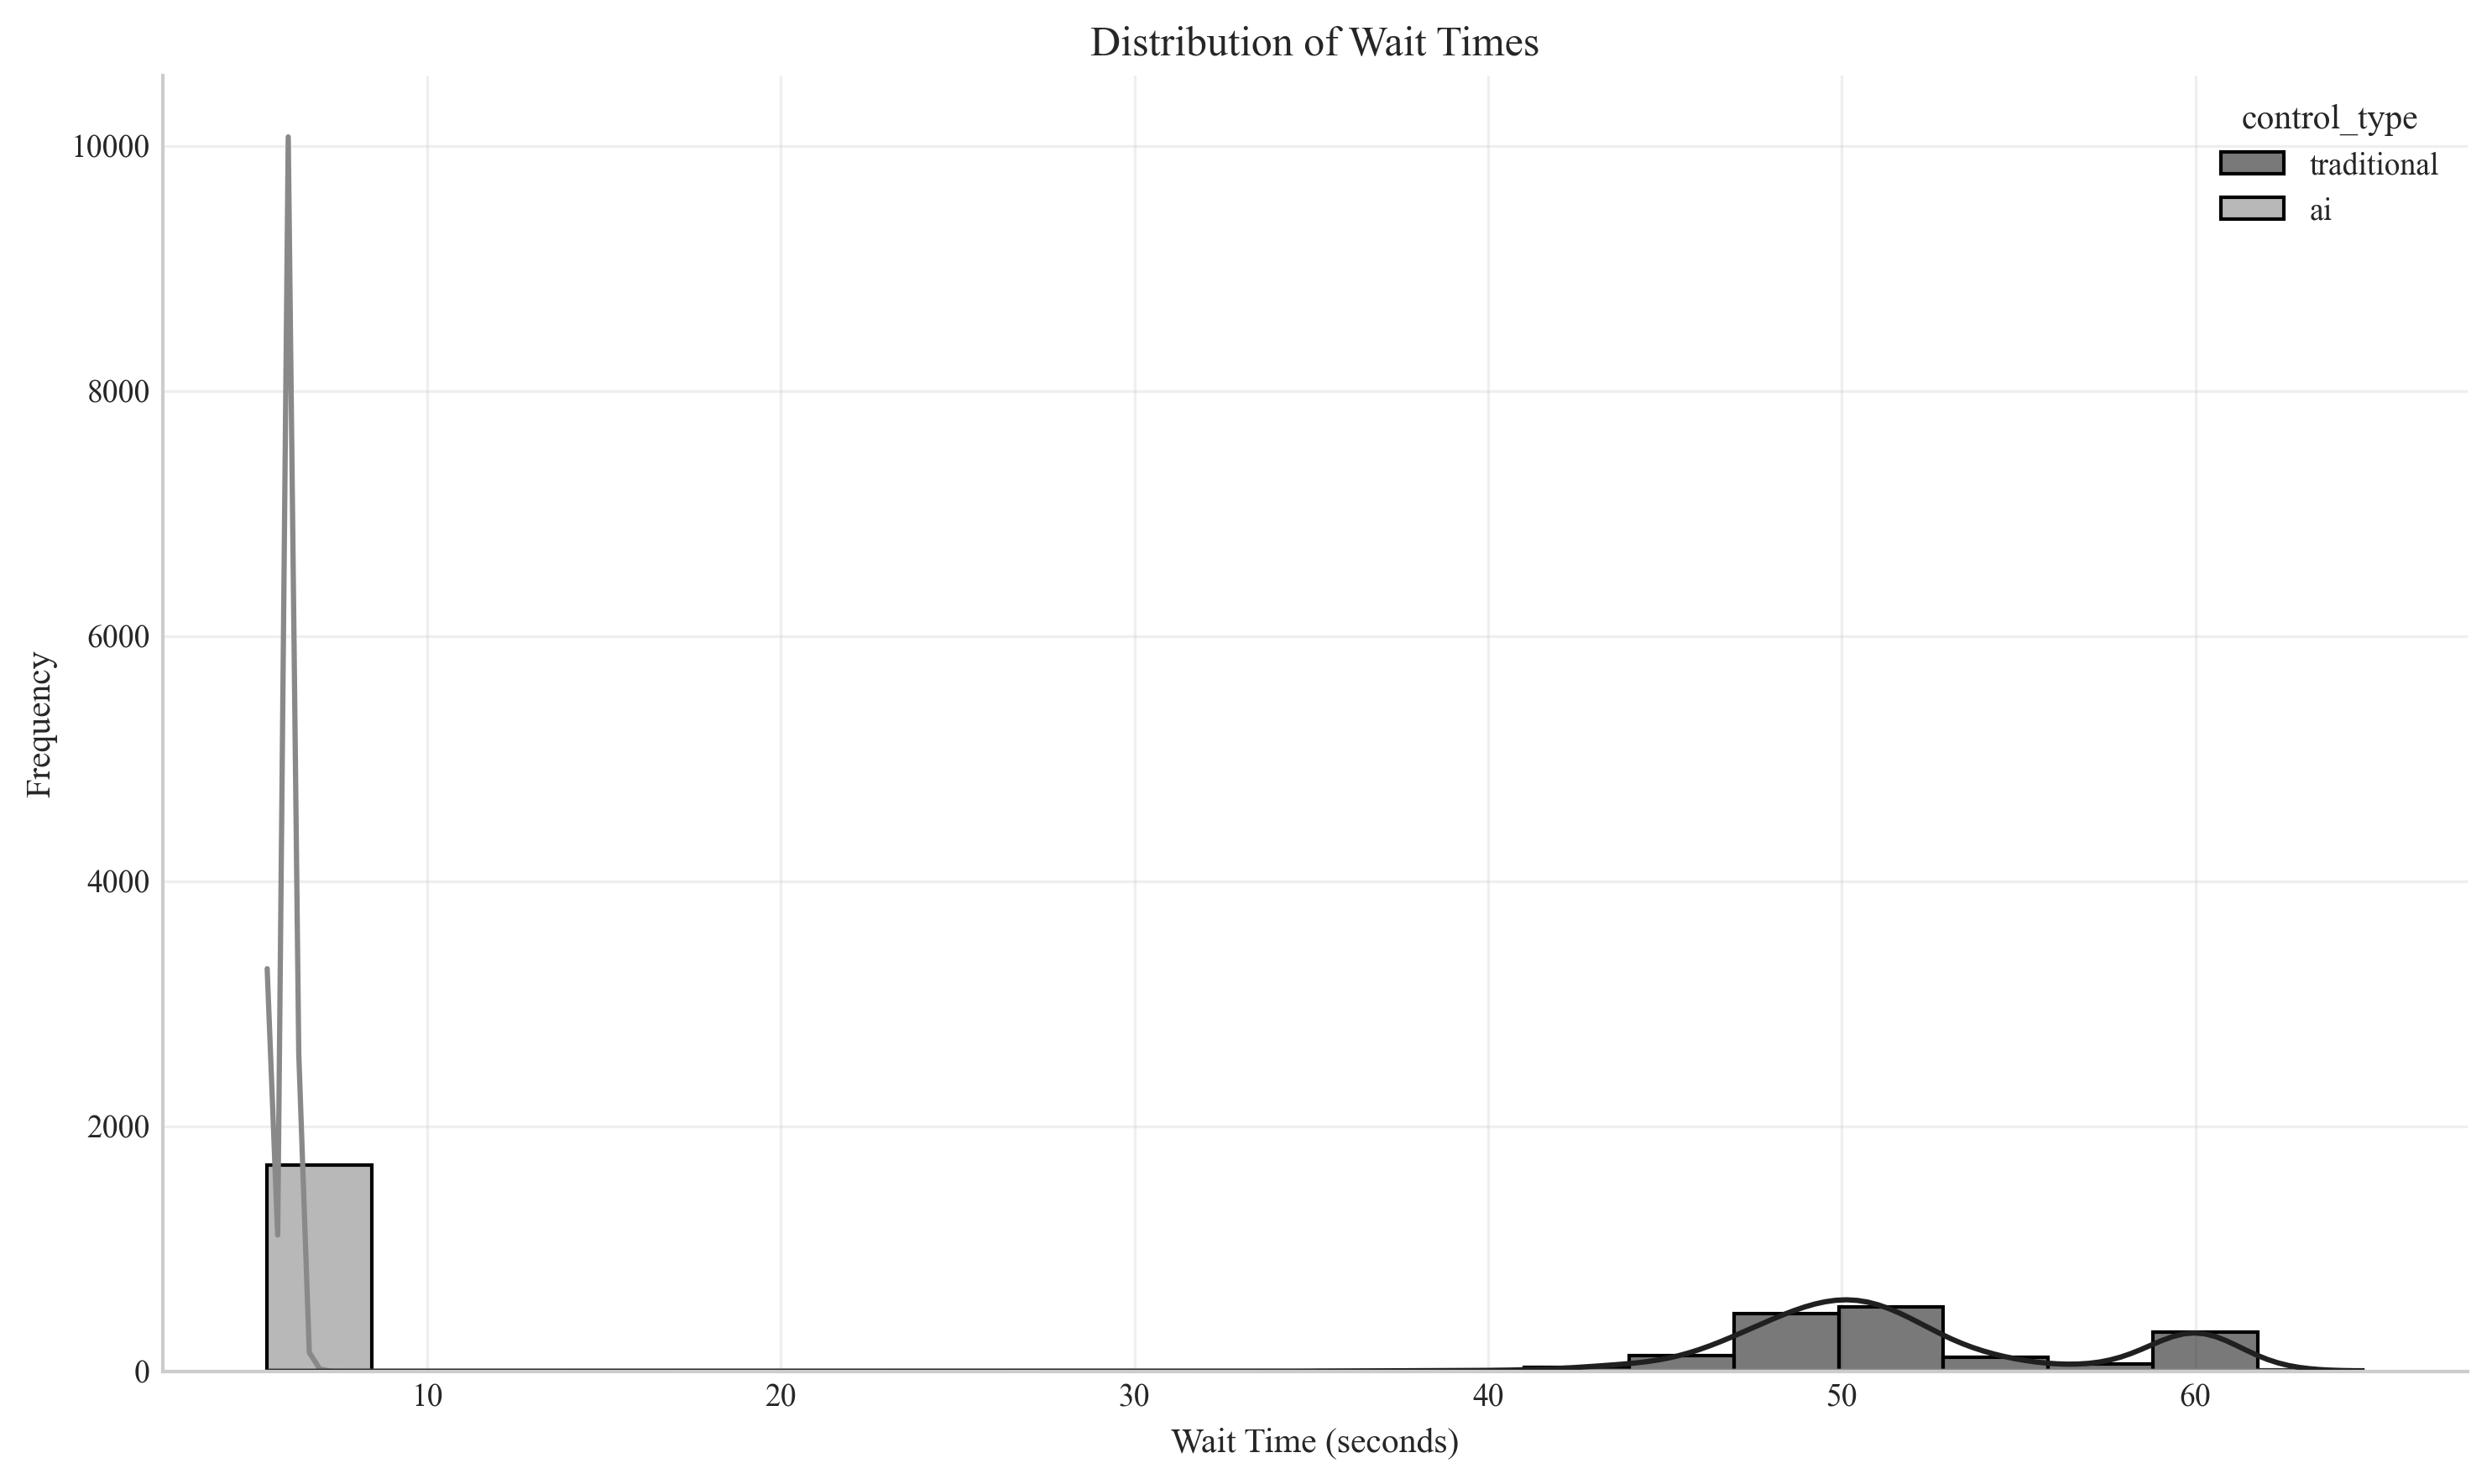 Distribution of Wait Times
control_type
traditional
ai
Frequency
10000
8000
6000
4000
2000
0
10 20 30 40 50 60
Wait Time (seconds)